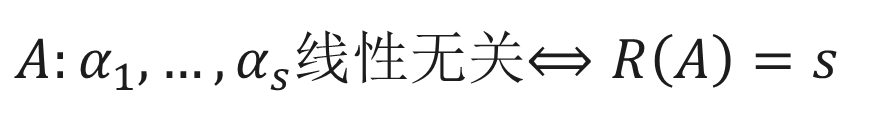 A: α₁, … , αₛ线性无关⟺ R(A) = s